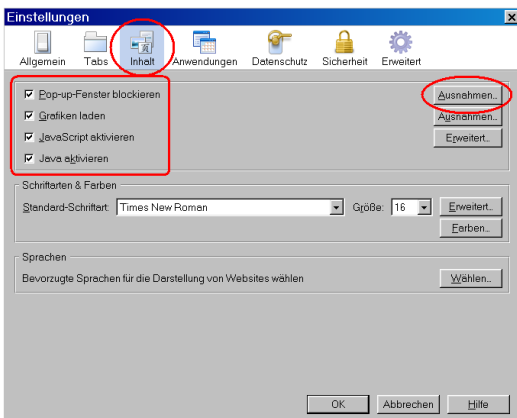 Einstellungen
Allgemein Tabs Inhalt Anwendungen Datenschutz Sicherheit Erweitert
Pop-up-Fenster blockieren Ausnahmen...
Grafiken laden Ausnahmen...
JavaScript aktivieren Erweitert...
Java aktivieren
Schriftarten & Farben
Standard-Schriftart: Times New Roman Größe: 16 Erweitert...
Farben...
Sprachen
Bevorzugte Sprachen für die Darstellung von Websites wählen Wählen...
OK Abbrechen Hilfe